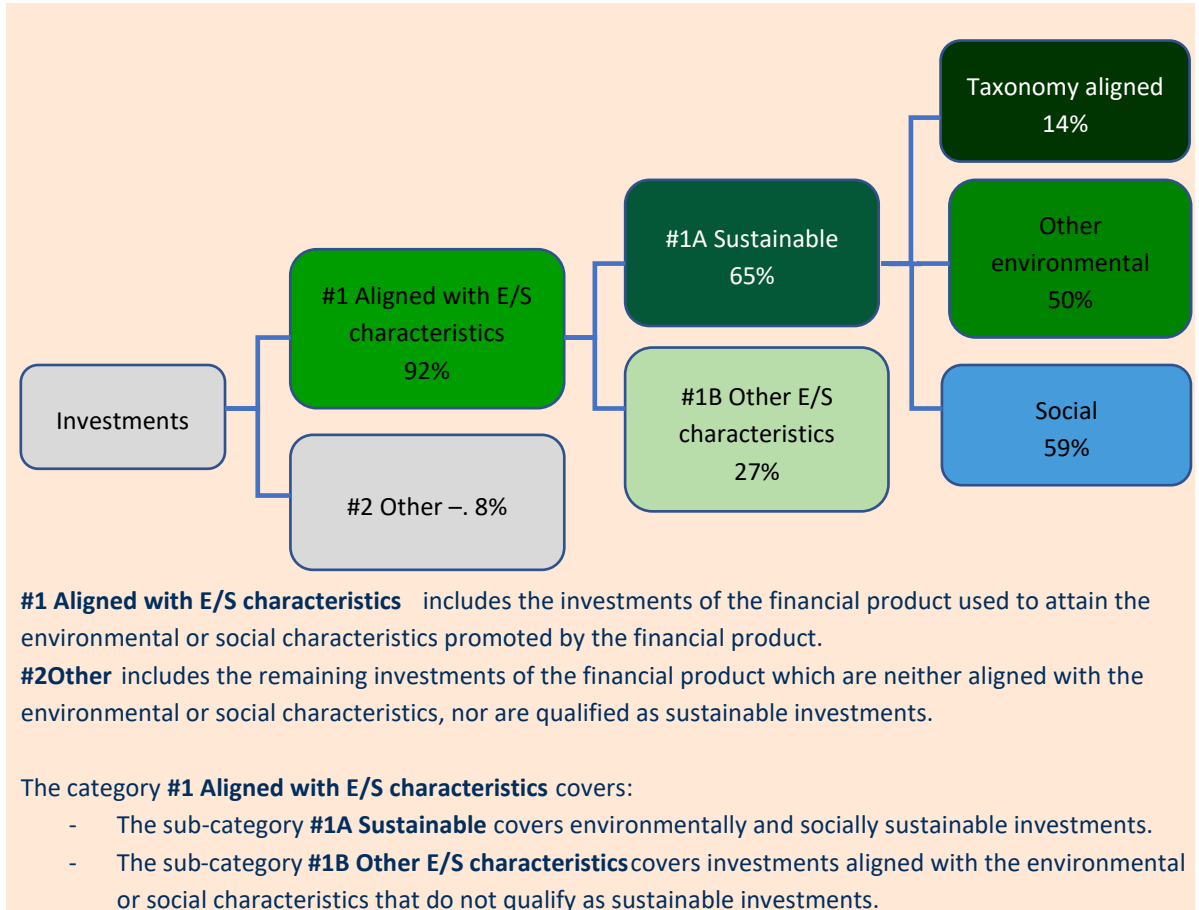 Taxonomy aligned
14%
#1A Sustainable
65%
Other
environmental
50%
#1 Aligned with E/S
characteristics
92%
Investments
#1B Other E/S
characteristics
27%
Social
59%
#2 Other –. 8%
#1 Aligned with E/S characteristics includes the investments of the financial product used to attain the
environmental or social characteristics promoted by the financial product.
#2Other includes the remaining investments of the financial product which are neither aligned with the
environmental or social characteristics, nor are qualified as sustainable investments.
The category #1 Aligned with E/S characteristics covers:
- The sub-category #1A Sustainable covers environmentally and socially sustainable investments.
- The sub-category #1B Other E/S characteristics covers investments aligned with the environmental
or social characteristics that do not qualify as sustainable investments.